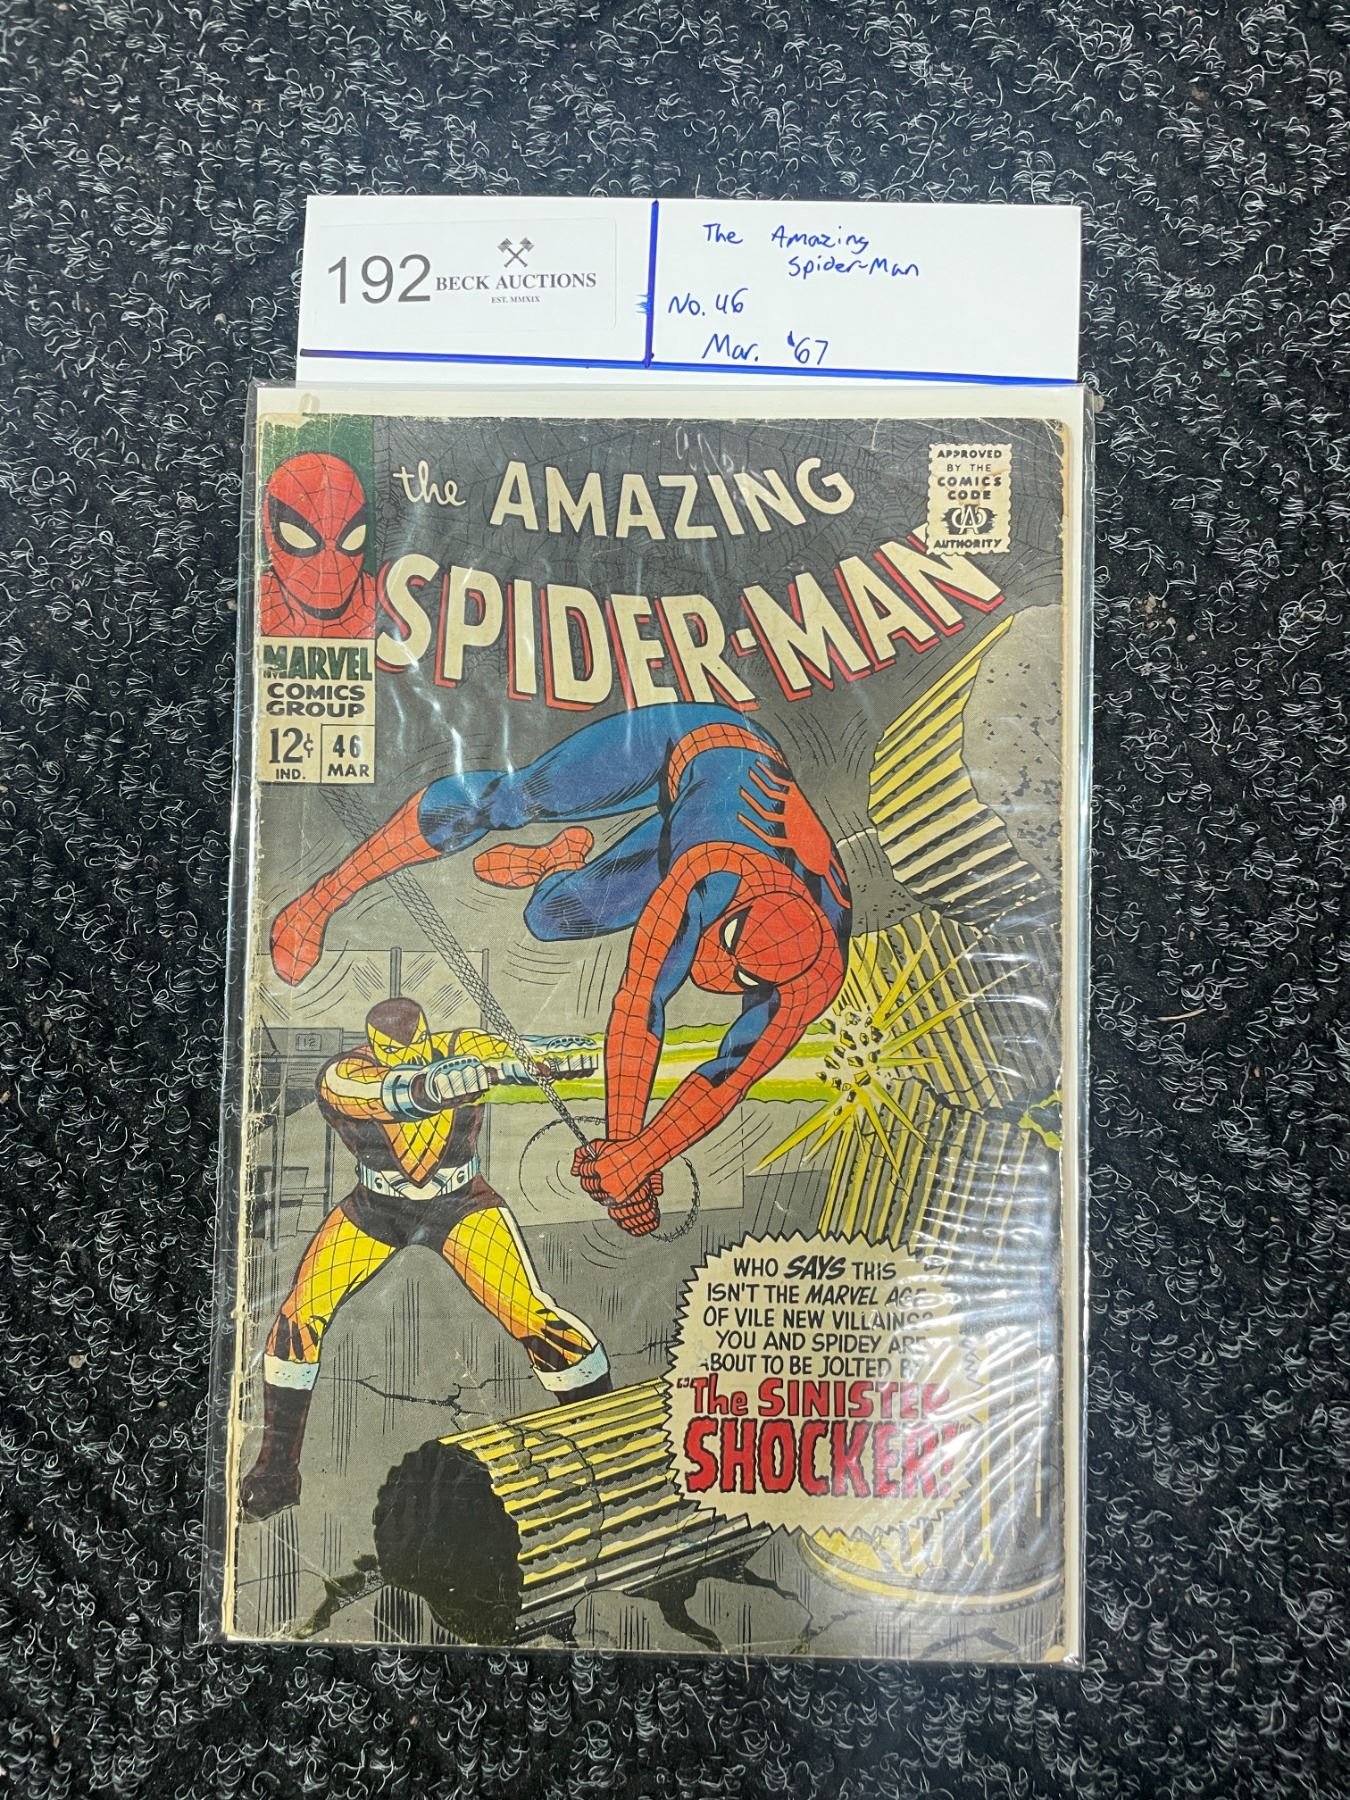 192
BECK AUCTIONS
EST. MMXIX
The Amazing
Spider-Man
No. 46
Mar. '67
the AMAZING
SPIDER-MAN
APPROVED
BY THE
COMICS
CODE
CA
AUTHORITY
MARVEL
COMICS
GROUP
12¢ 46
IND. MAR
112
WHO SAYS THIS
ISN'T THE MARVEL AGE
OF VILE NEW VILLAINS?
YOU AND SPIDEY ARE
ABOUT TO BE JOLTED BY
"The SINISTER
SHOCKER!"